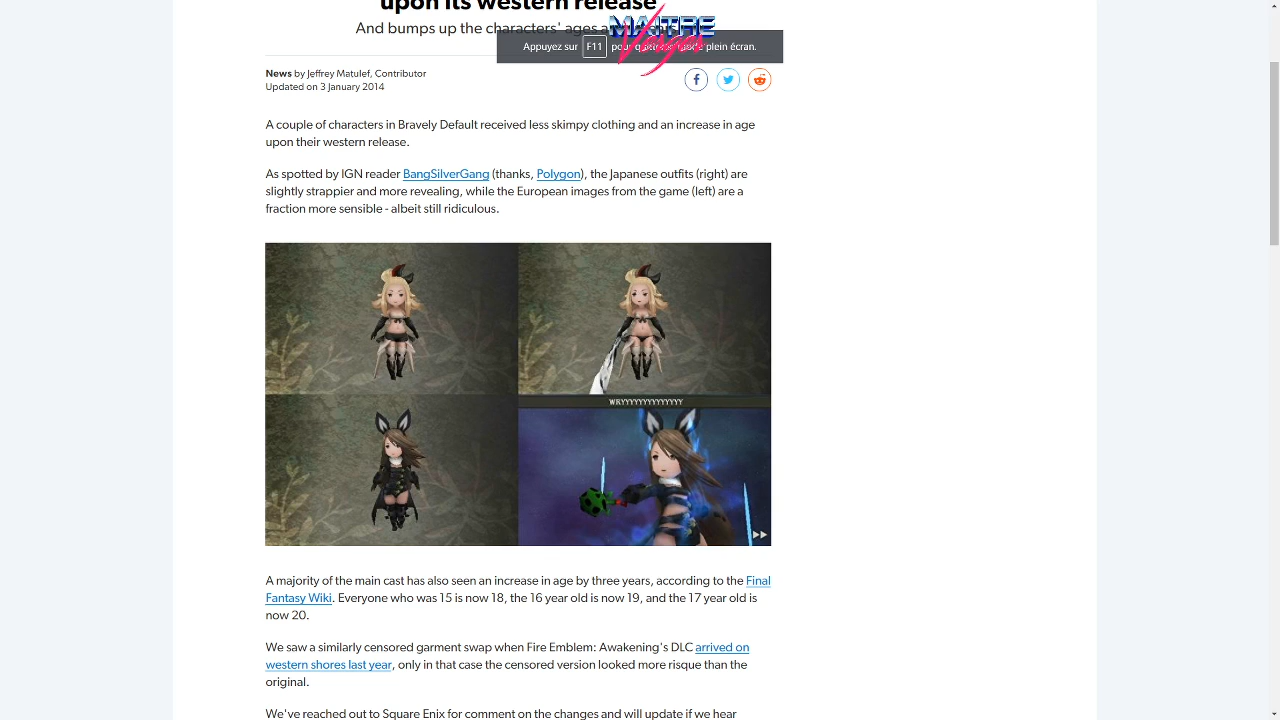 upon its western release
And bumps up the characters' ages
MAITRE
Appuyez sur F11 pour plein écran.
News by Jeffrey Matulef, Contributor
Updated on 3 January 2014
A couple of characters in Bravely Default received less skimpy clothing and an increase in age
upon their western release.
As spotted by IGN reader BangSilverGang (thanks, Polygon), the Japanese outfits (right) are
slightly strappier and more revealing, while the European images from the game (left) are a
fraction more sensible - albeit still ridiculous.
WRYYYYYYYYYYYYY
A majority of the main cast has also seen an increase in age by three years, according to the Final
Fantasy Wiki. Everyone who was 15 is now 18, the 16 year old is now 19, and the 17 year old is
now 20.
We saw a similarly censored garment swap when Fire Emblem: Awakening's DLC arrived on
western shores last year, only in that case the censored version looked more risque than the
original.
We've reached out to Square Enix for comment on the changes and will update if we hear